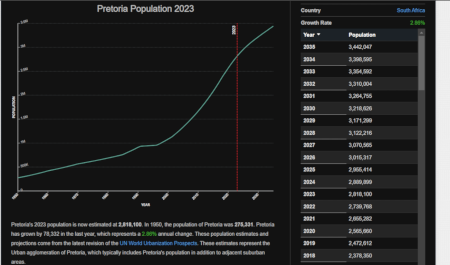 Pretoria Population 2023
2023
POPULATION
YEAR
Pretoria's 2023 population is now estimated at 2,818,100. In 1950, the population of Pretoria was 275,331. Pretoria
has grown by 78,332 in the last year, which represents a 2.86% annual change. These population estimates and
projections come from the latest revision of the UN World Urbanization Prospects. These estimates represent the
Urban agglomeration of Pretoria, which typically includes Pretoria's population in addition to adjacent suburban
areas.
Country South Africa
Growth Rate 2.86%
Year Population
2035 3,442,047
2034 3,398,595
2033 3,354,592
2032 3,310,004
2031 3,264,755
2030 3,218,626
2029 3,171,299
2028 3,122,216
2027 3,070,565
2026 3,015,317
2025 2,955,414
2024 2,889,899
2023 2,818,100
2022 2,739,768
2021 2,655,282
2020 2,565,660
2019 2,472,612
2018 2,378,350